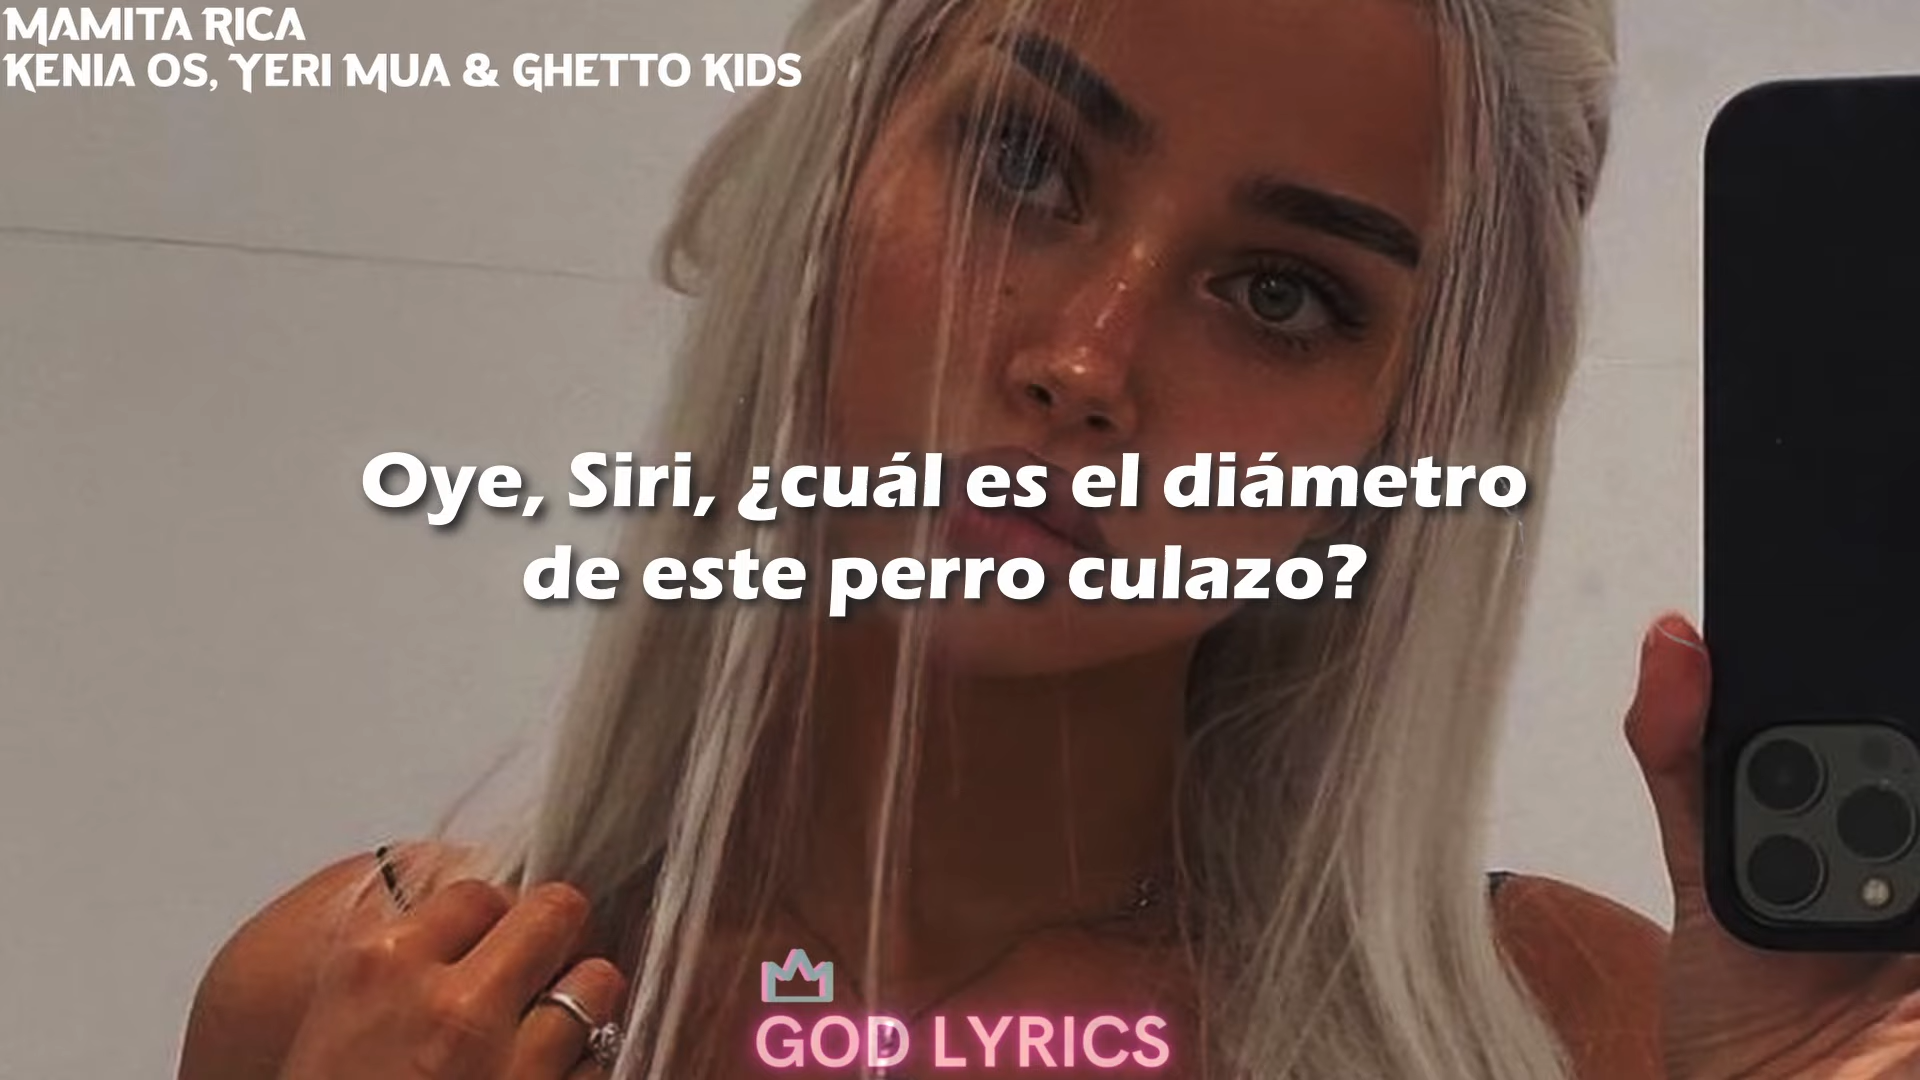 MAMITA RICA
KENIA OS, YERI MUA & GHETTO KIDS
Oye, Siri, ¿cuál es el diámetro
de este perro culazo?
GOD LYRICS